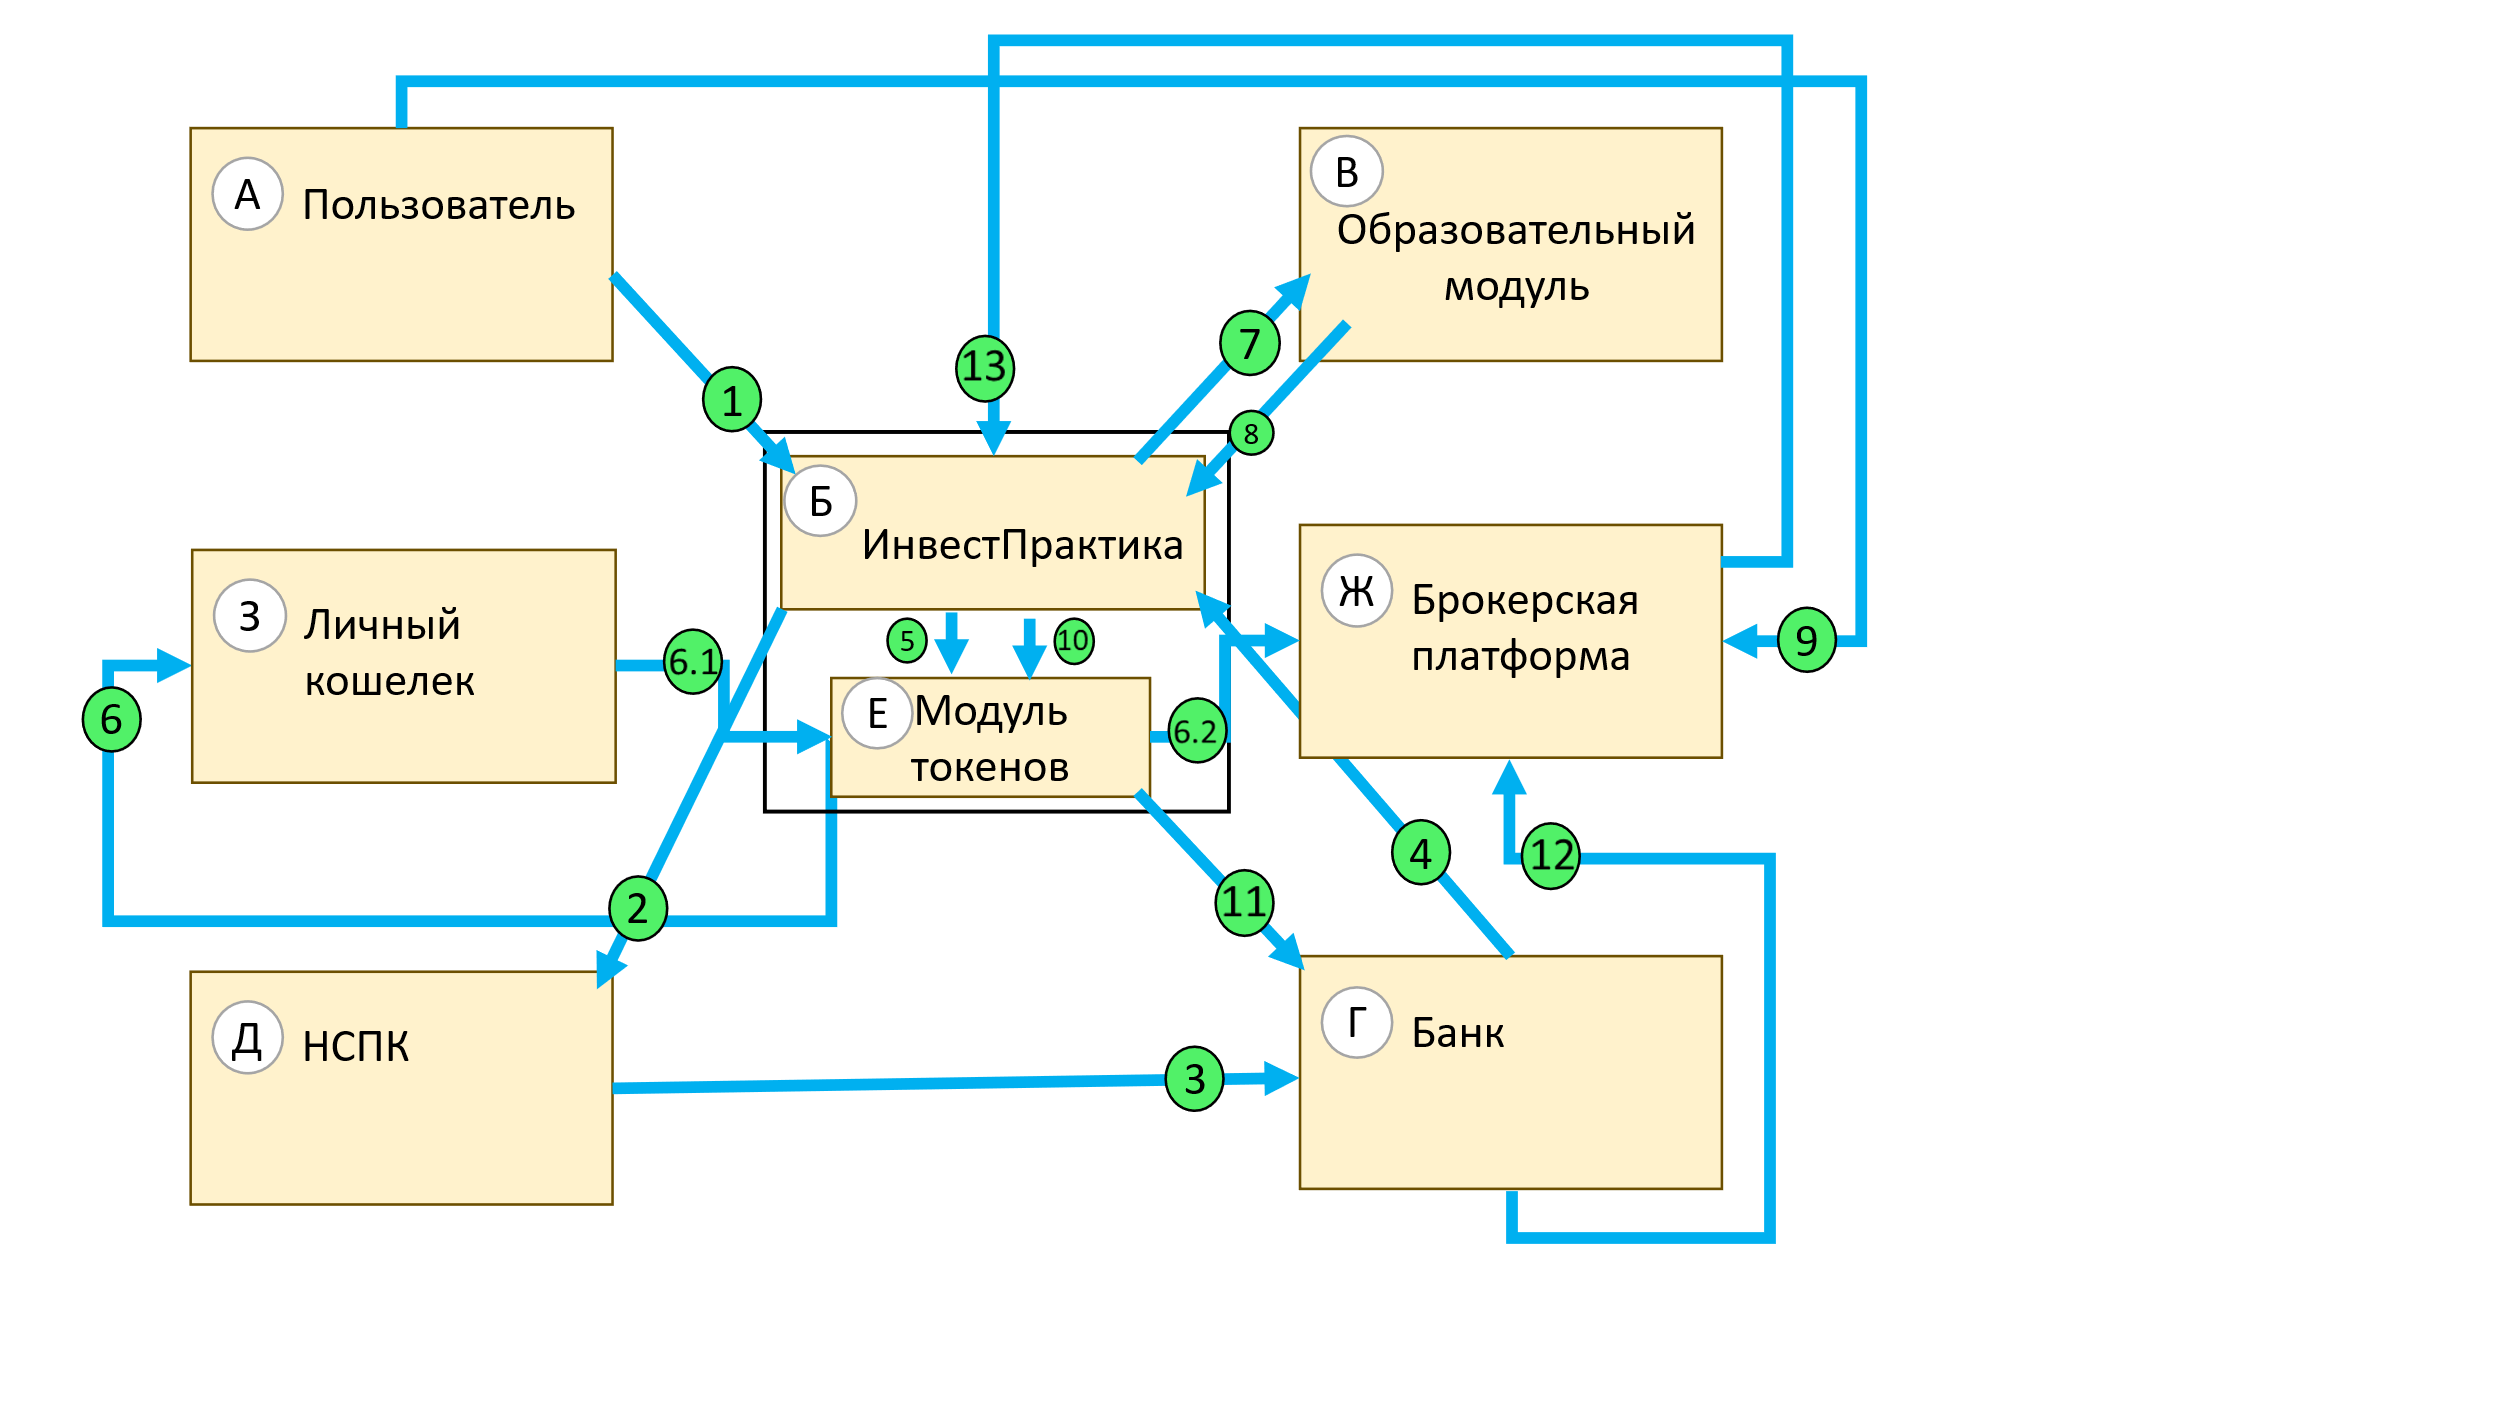 А
Пользователь
В
Образовательный
модуль
13
7
1
8
Б
ИнвестПрактика
З
Личный
кошелек
Ж
Брокерская
платформа
9
5
10
6.1
6
Е
Модуль
токенов
6.2
4
12
2
11
Д
НСПК
Г
Банк
3